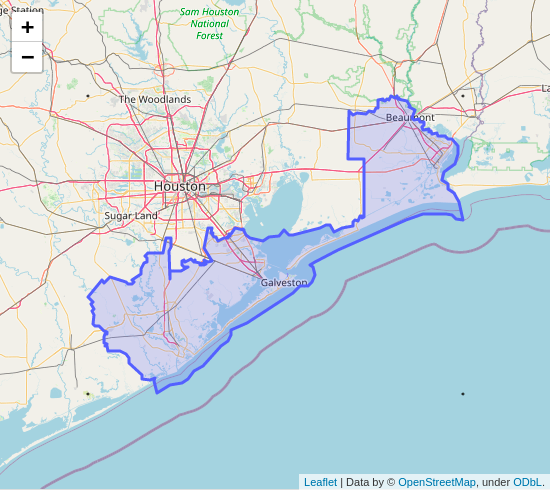 ge Station
Sam Houston
National
Forest
+
−
The Woodlands
La
Beaumont
Houston
Sugar Land
Galveston
Leaflet | Data by © OpenStreetMap, under ODbL.